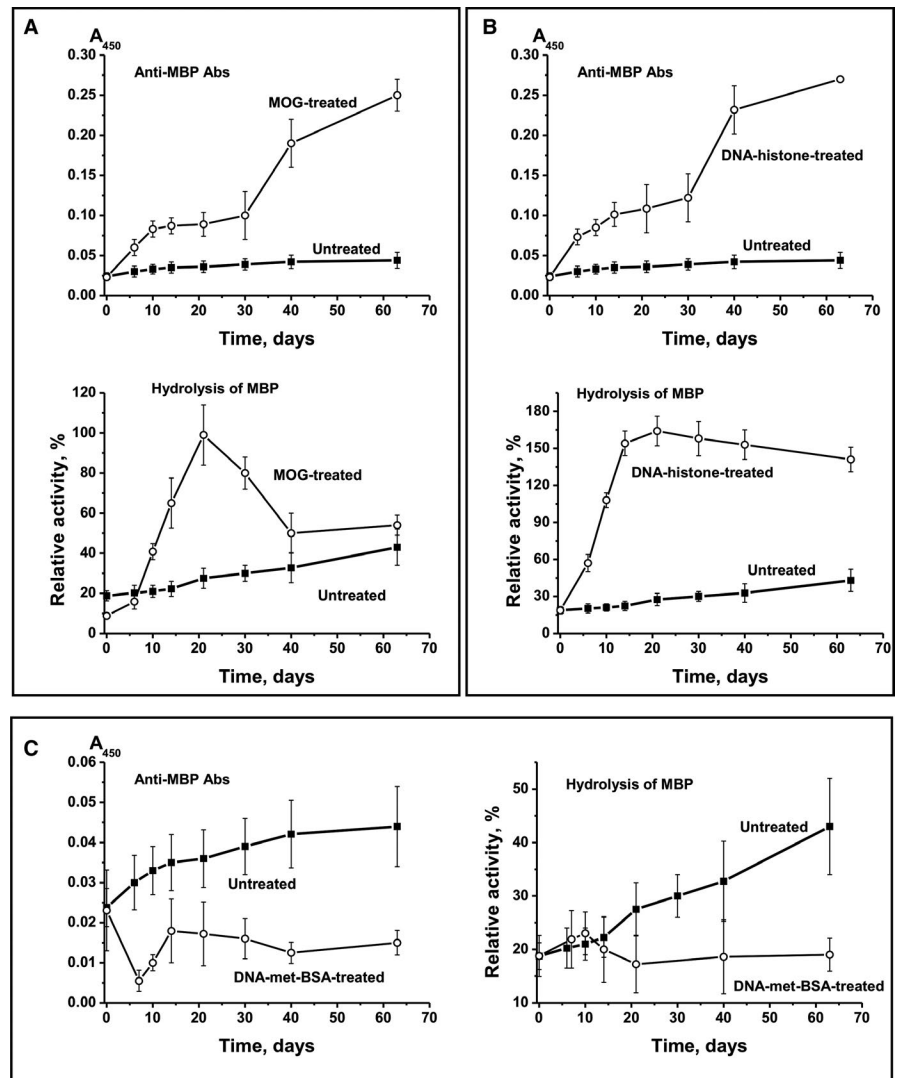 A
A450
Anti-MBP Abs
0.30
0.25
0.20
0.15
0.10
0.05
0.00
MOG-treated
Untreated
0 10 20 30 40 50 60 70
Time, days
Hydrolysis of MBP
Relative activity, %
120
100
80
60
40
20
0
MOG-treated
Untreated
0 10 20 30 40 50 60 70
Time, days
B
A450
Anti-MBP Abs
0.30
0.25
0.20
0.15
0.10
0.05
0.00
DNA-histone-treated
Untreated
0 10 20 30 40 50 60 70
Time, days
Hydrolysis of MBP
Relative activity, %
180
150
120
90
60
30
0
DNA-histone-treated
Untreated
0 10 20 30 40 50 60 70
Time, days
C
A450
Anti-MBP Abs
0.06
0.05
0.04
0.03
0.02
0.01
0.00
Untreated
DNA-met-BSA-treated
0 10 20 30 40 50 60 70
Time, days
Hydrolysis of MBP
Relative activity, %
50
40
30
20
10
Untreated
DNA-met-BSA-treated
0 10 20 30 40 50 60 70
Time, days